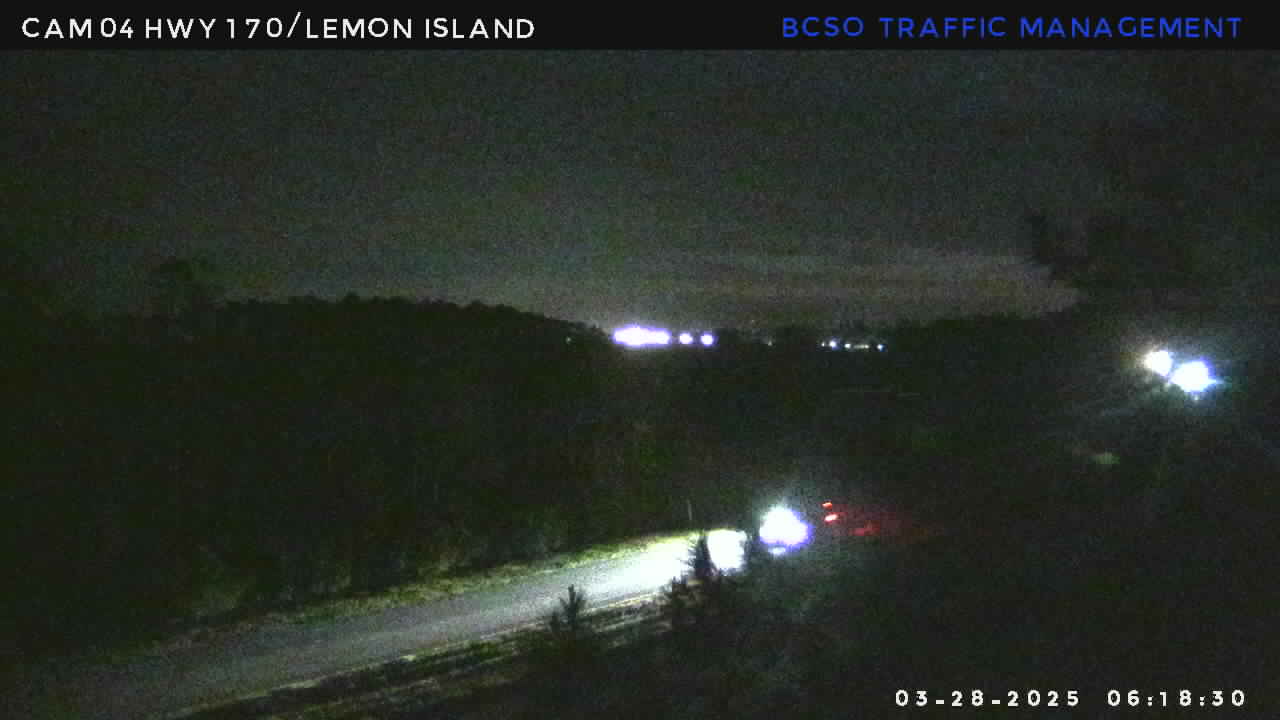 CAM04 HWY 170/LEMON ISLAND
BCSO TRAFFIC MANAGEMENT
03-28-2025 06:18:30